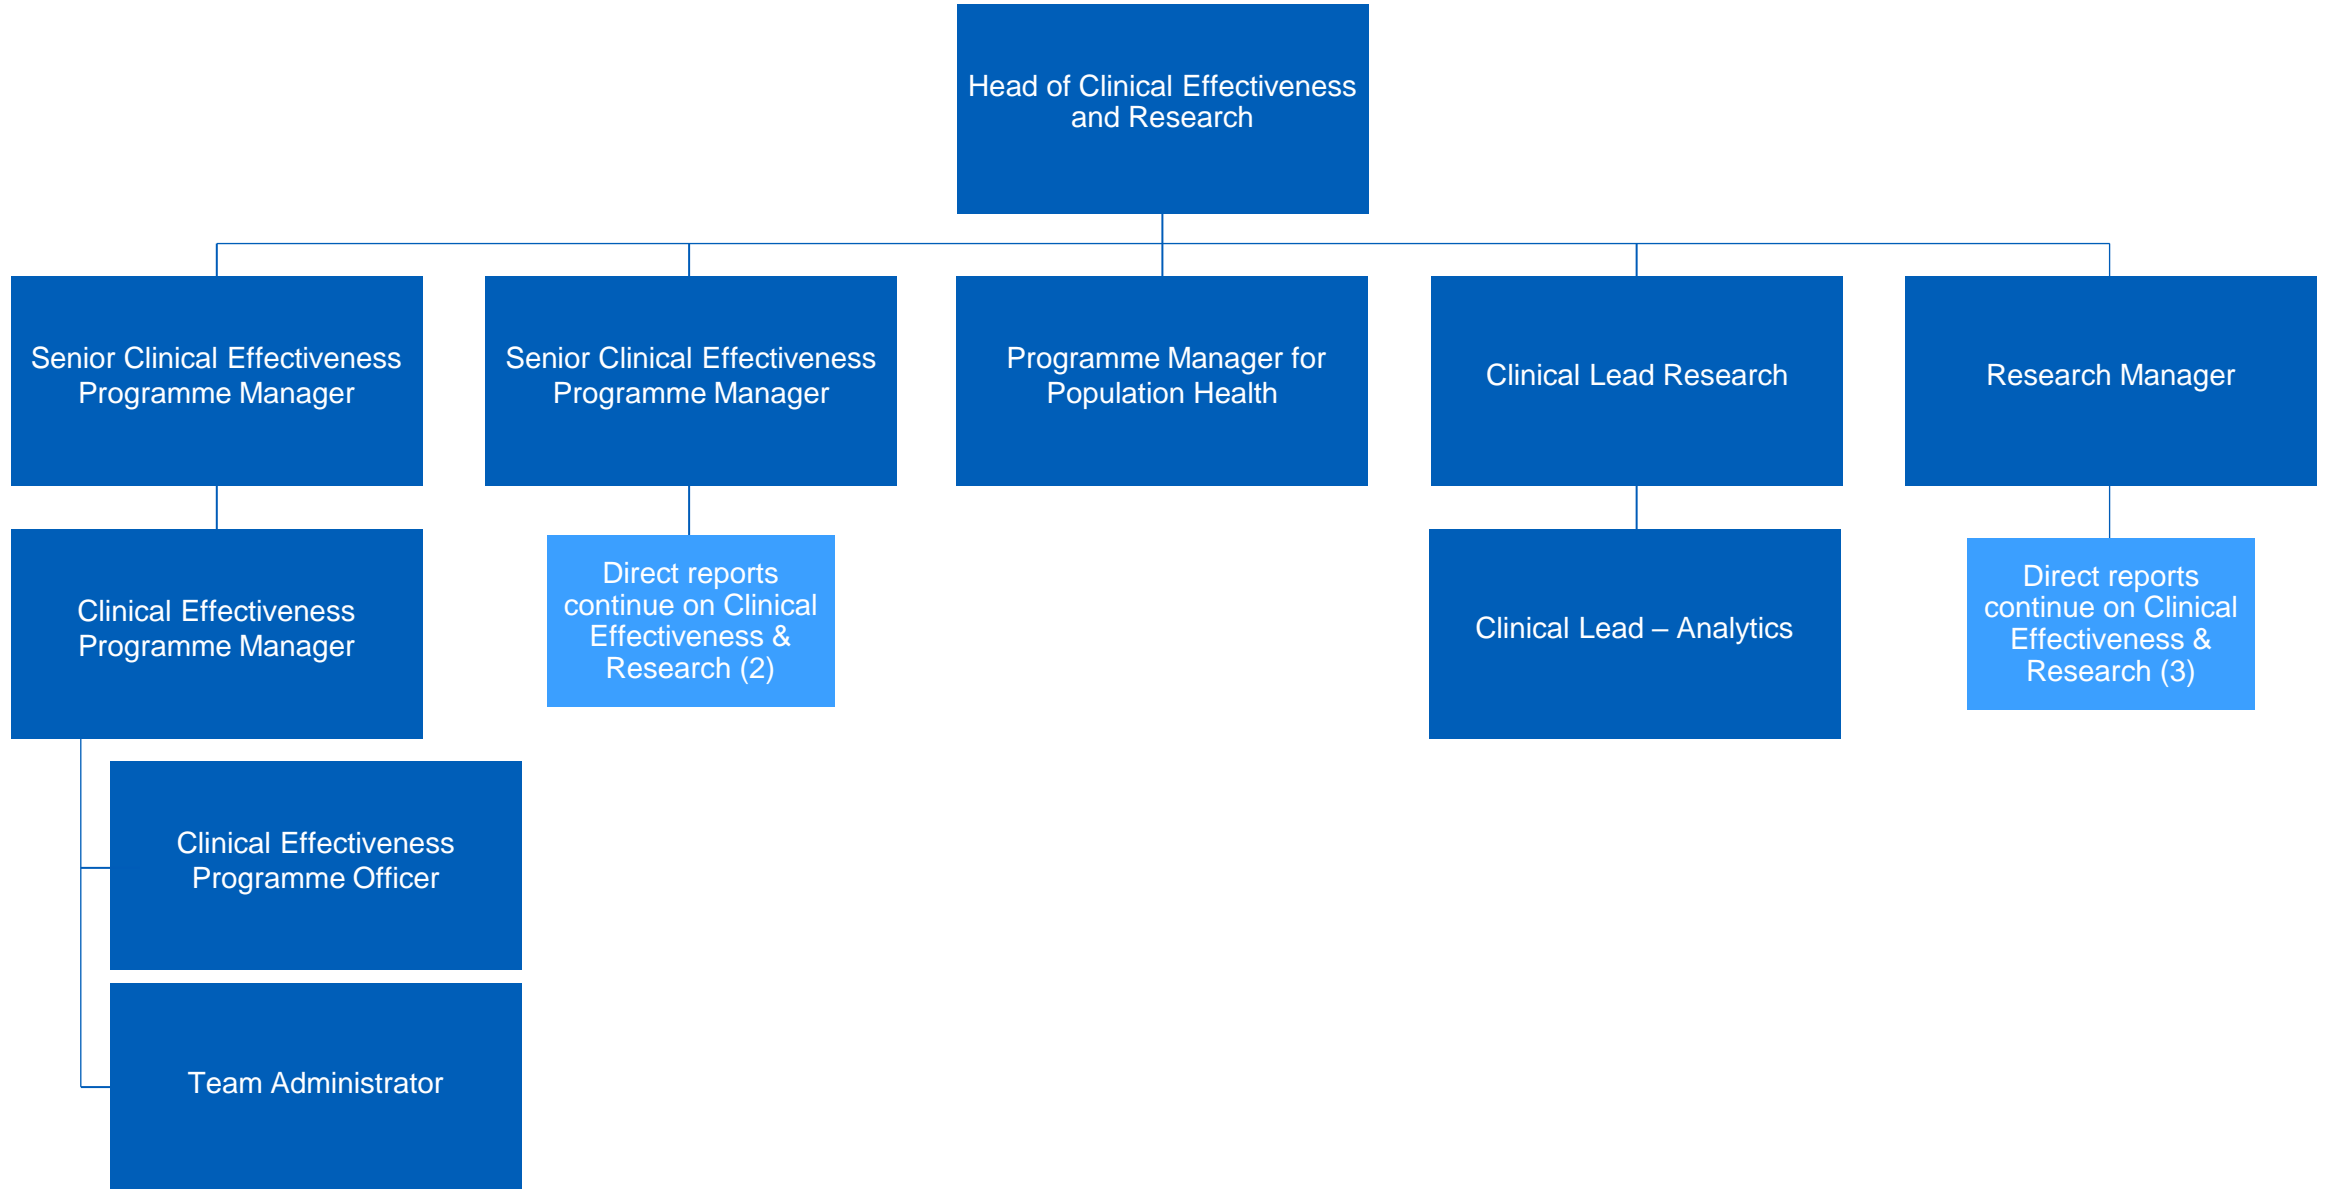 Head of Clinical Effectiveness
and Research
Senior Clinical Effectiveness
Programme Manager
Senior Clinical Effectiveness
Programme Manager
Programme Manager for
Population Health
Clinical Lead Research
Research Manager
Clinical Effectiveness
Programme Manager
Direct reports
continue on Clinical
Effectiveness &
Research (2)
Clinical Lead – Analytics
Direct reports
continue on Clinical
Effectiveness &
Research (3)
Clinical Effectiveness
Programme Officer
Team Administrator